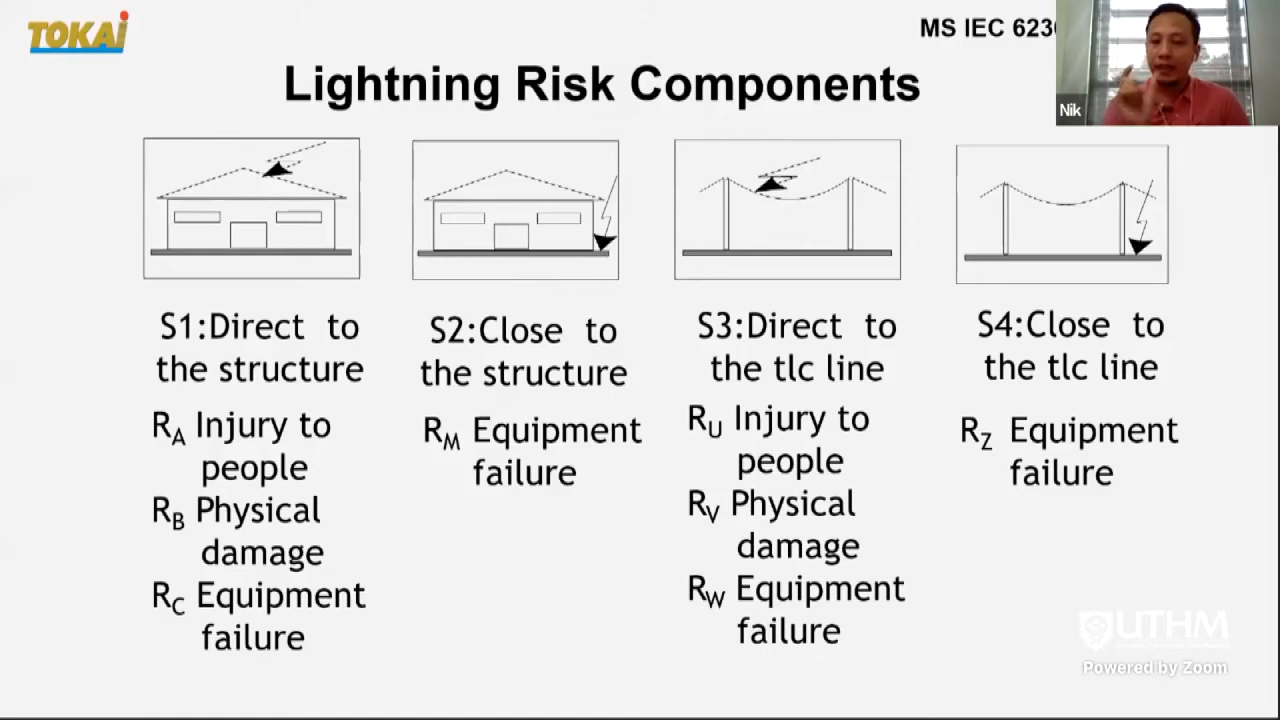 TOKAi
MS IEC 623
Nik
Lightning Risk Components
S1:Direct to
the structure
RA Injury to
people
RB Physical
damage
RC Equipment
failure
S2:Close to
the structure
RM Equipment
failure
S3:Direct to
the tlc line
RU Injury to
people
RV Physical
damage
RW Equipment
failure
S4:Close to
the tlc line
RZ Equipment
failure
UTHM
Powered by Zoom